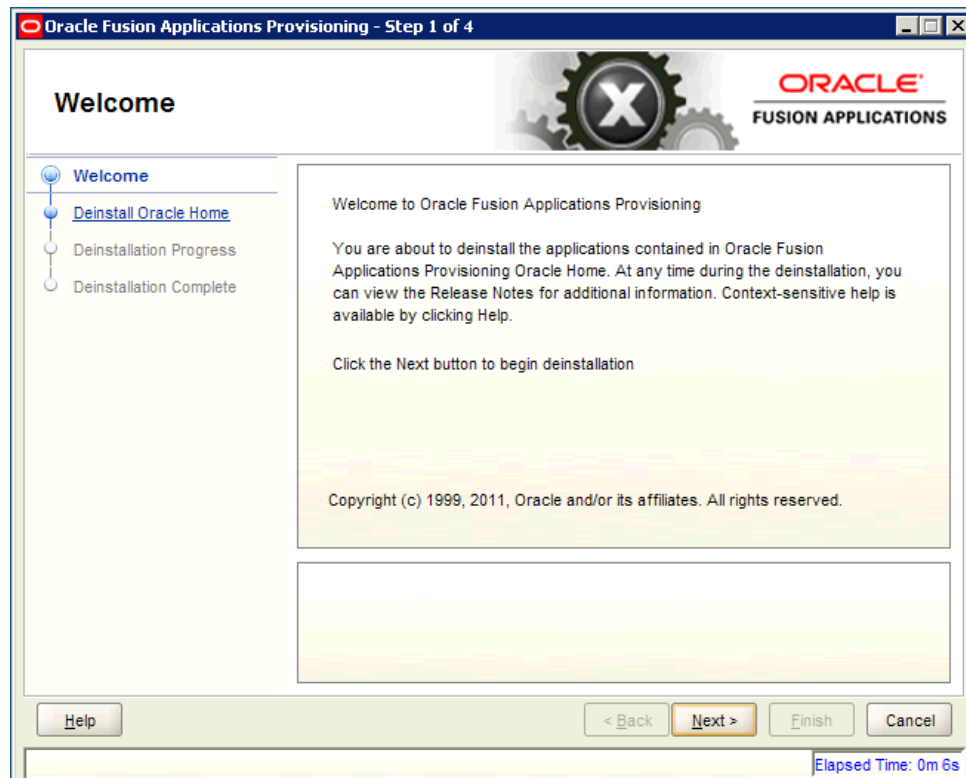 Oracle Fusion Applications Provisioning - Step 1 of 4
Welcome
X
ORACLE
FUSION APPLICATIONS
Welcome
Deinstall Oracle Home
Deinstallation Progress
Deinstallation Complete
Welcome to Oracle Fusion Applications Provisioning
You are about to deinstall the applications contained in Oracle Fusion
Applications Provisioning Oracle Home. At any time during the deinstallation, you
can view the Release Notes for additional information. Context-sensitive help is
available by clicking Help.
Click the Next button to begin deinstallation
Copyright (c) 1999, 2011, Oracle and/or its affiliates. All rights reserved.
Help
< Back
Next >
Finish
Cancel
Elapsed Time: 0m 6s